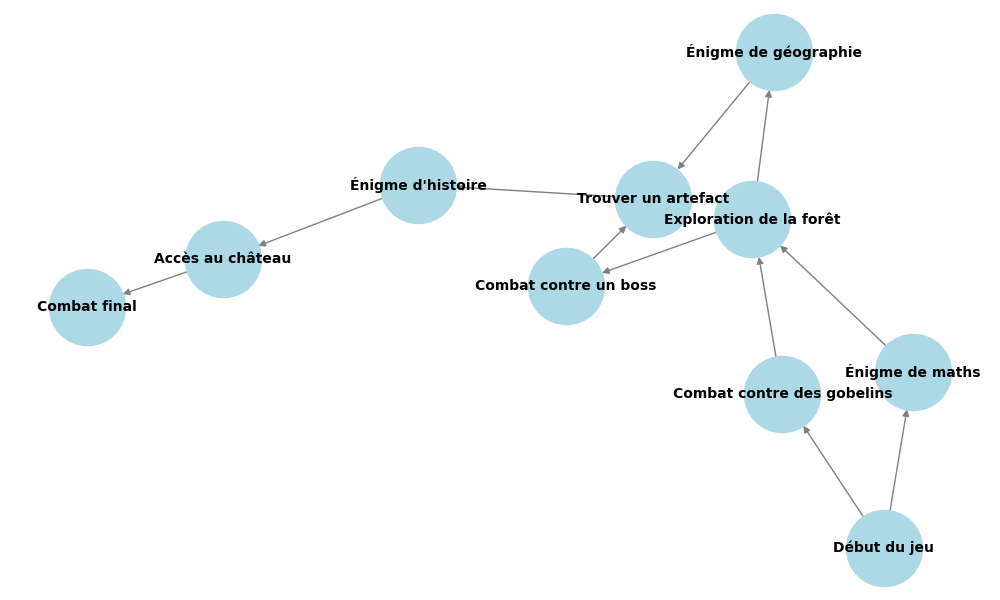 Énigme de géographie
Énigme d'histoire
Trouver un artefact
Exploration de la forêt
Accès au château
Combat contre un boss
Combat final
Énigme de maths
Combat contre des gobelins
Début du jeu